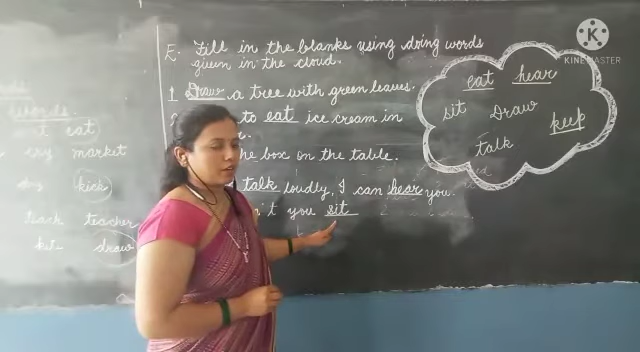 E. Fill in the blanks using doing words
given in the cloud.
1 Draw a tree with green leaves.
to eat ice cream in
the box on the table.
talk loudly, I can hear you.
you sit
eat hear
sit Draw
keep
talk
words
eat
cry market
kick
teach teacher
draw
K
KINEMASTER